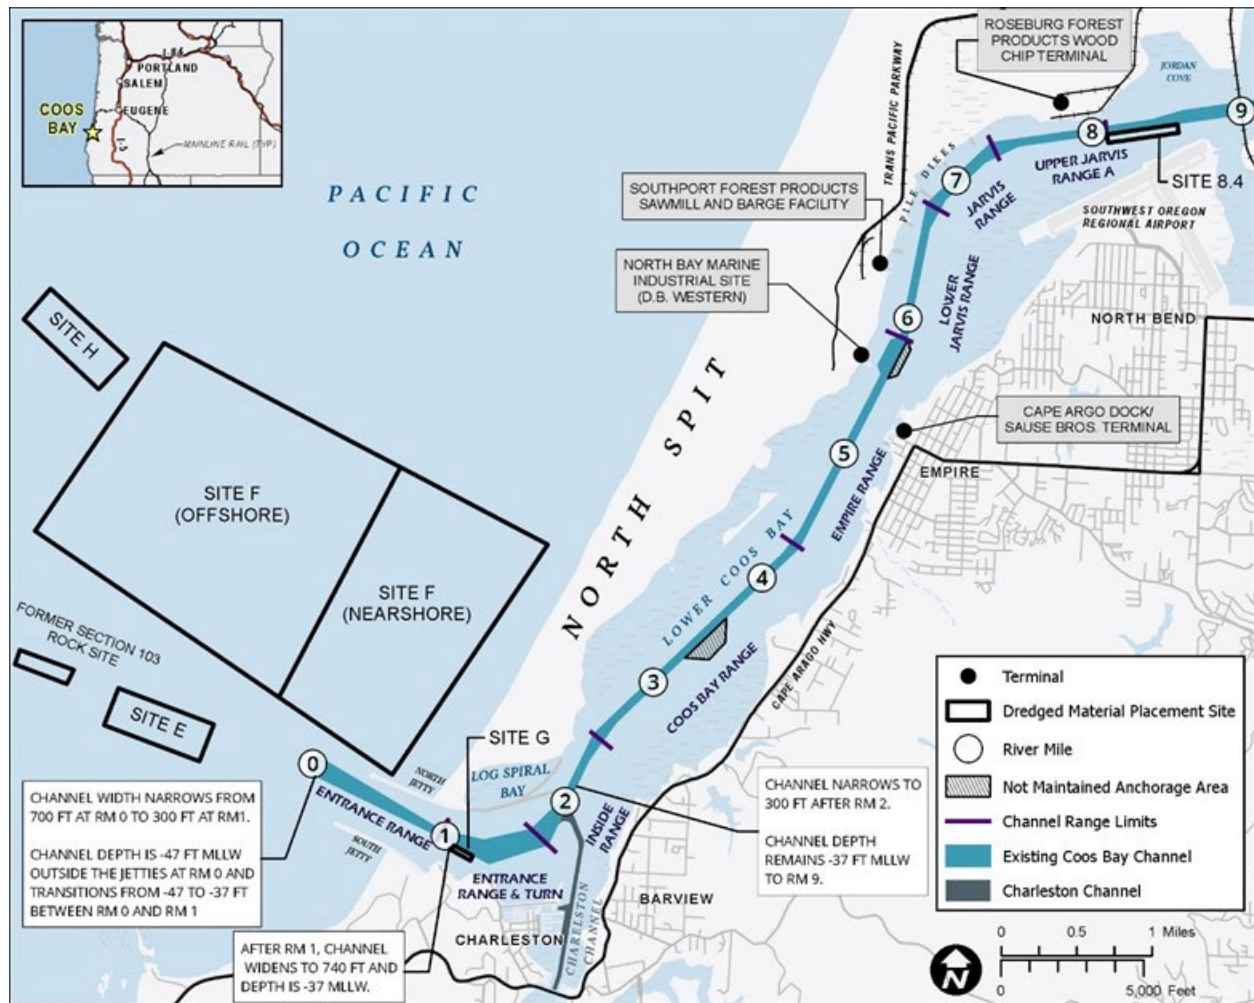 I-84
PORTLAND
SALEM
COOS
BAY
EUGENE
I-5
MAINLINE RAIL (TYP)
PACIFIC
OCEAN
ROSEBURG FOREST
PRODUCTS WOOD
CHIP TERMINAL
JORDAN
COVE
TRANS PACIFIC PARKWAY
PILE DIKES
9
8
UPPER JARVIS
RANGE A
SITE 8.4
7
JARVIS
RANGE
SOUTHPORT FOREST PRODUCTS
SAWMILL AND BARGE FACILITY
SOUTHWEST OREGON
REGIONAL AIRPORT
NORTH BAY MARINE
INDUSTRIAL SITE
(D.B. WESTERN)
LOWER
JARVIS RANGE
6
NORTH BEND
SITE H
NORTH SPIT
CAPE ARGO DOCK/
SAUSE BROS. TERMINAL
5
EMPIRE
EMPIRE RANGE
SITE F
(OFFSHORE)
SITE F
(NEARSHORE)
LOWER COOS BAY
4
FORMER SECTION 103
ROCK SITE
3
COOS BAY RANGE
CAPE ARAGO HWY
SITE E
SITE G
0
NORTH
JETTY
LOG SPIRAL
BAY
ENTRANCE RANGE
SOUTH
JETTY
1
2
INSIDE
RANGE
ENTRANCE
RANGE & TURN
CHARLESTON
CHARELSTON
CHANNEL
BARVIEW
CHANNEL WIDTH NARROWS FROM
700 FT AT RM 0 TO 300 FT AT RM1.
CHANNEL DEPTH IS -47 FT MLLW
OUTSIDE THE JETTIES AT RM 0 AND
TRANSITIONS FROM -47 TO -37 FT
BETWEEN RM 0 AND RM 1
AFTER RM 1, CHANNEL
WIDENS TO 740 FT AND
DEPTH IS -37 MLLW.
CHANNEL NARROWS TO
300 FT AFTER RM 2.
CHANNEL DEPTH
REMAINS -37 FT MLLW
TO RM 9.
Terminal
Dredged Material Placement Site
River Mile
Not Maintained Anchorage Area
Channel Range Limits
Existing Coos Bay Channel
Charleston Channel
N
0 0.5 1 Miles
0 5,000 Feet